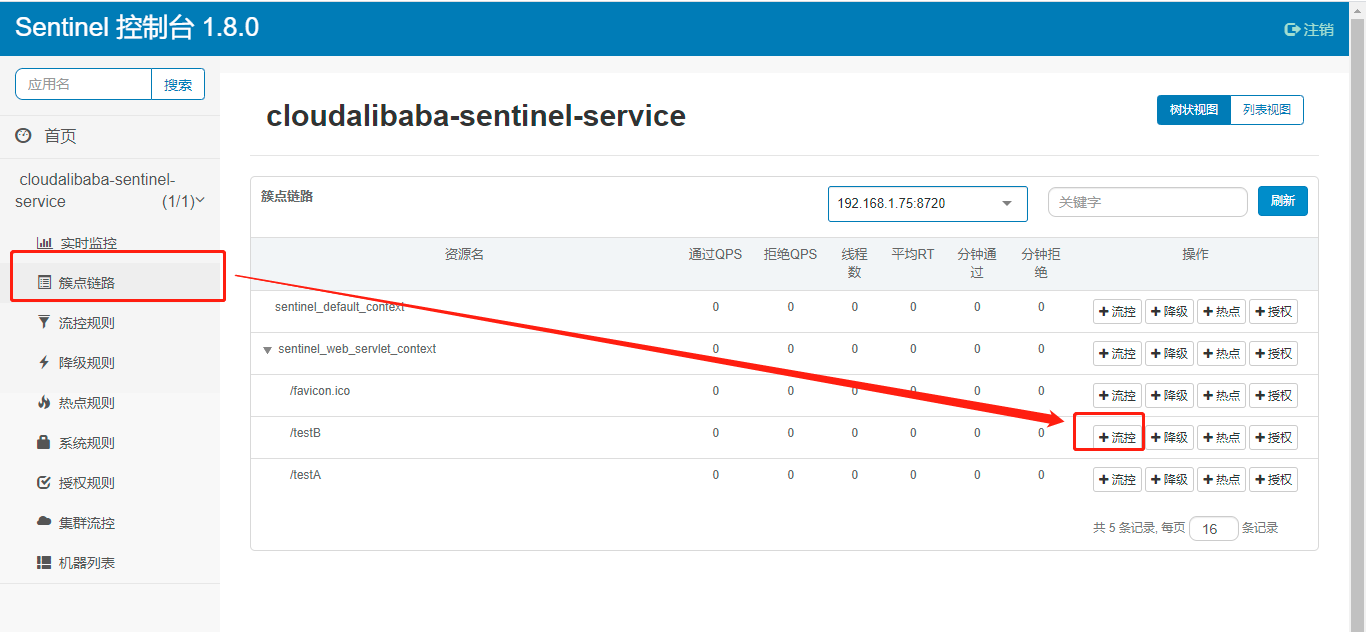 Sentinel 控制台 1.8.0
注销
应用名
搜索
首页
cloudalibaba-sentinel-
service
(1/1)
实时监控
簇点链路
流控规则
降级规则
热点规则
系统规则
授权规则
集群流控
机器列表
cloudalibaba-sentinel-service
树状视图
列表视图
簇点链路
192.168.1.75:8720
关键字
刷新
资源名 通过QPS 拒绝QPS 线程 平均RT 分钟通 分钟拒 操作
数 过 绝
sentinel_default_context 0 0 0 0 0 0 +流控 +降级 +热点 +授权
sentinel_web_servlet_context 0 0 0 0 0 0 +流控 +降级 +热点 +授权
/favicon.ico 0 0 0 0 0 0 +流控 +降级 +热点 +授权
/testB 0 0 0 0 0 0 +流控 +降级 +热点 +授权
/testA 0 0 0 0 0 0 +流控 +降级 +热点 +授权
共 5 条记录, 每页 16 条记录